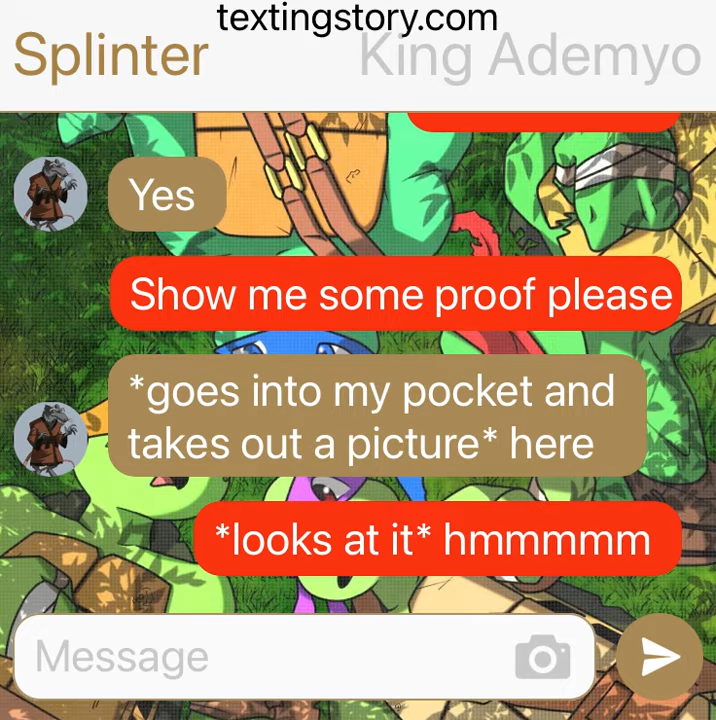 textingstory.com
Splinter King Ademyo
Yes
Show me some proof please
*goes into my pocket and
takes out a picture* here
*looks at it* hmmmmm
Message